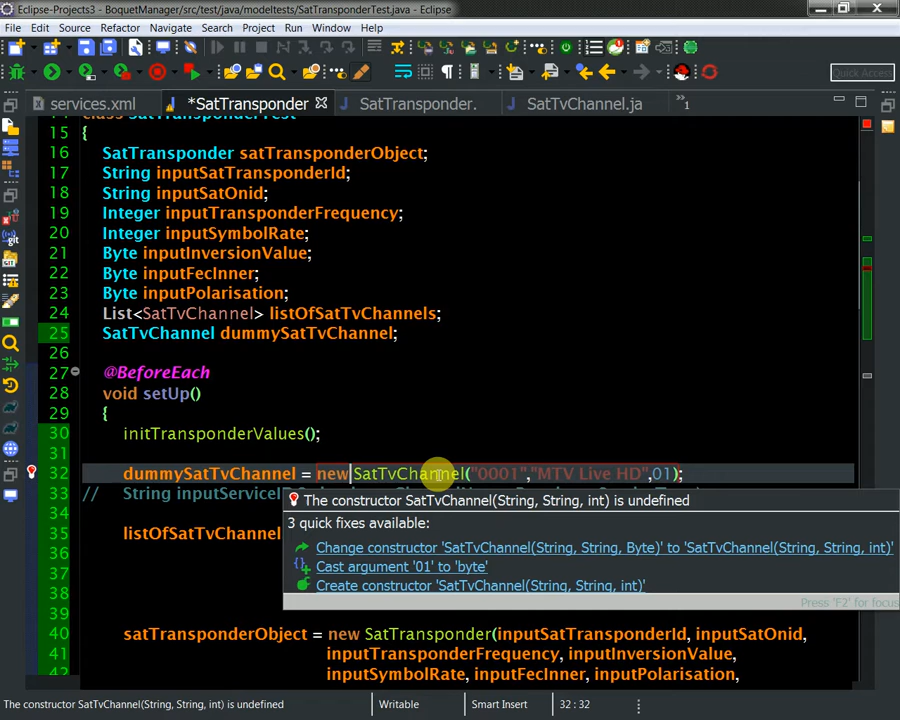 Eclipse-Projects3 - BoquetManager/src/test/java/modeltests/SatTransponderTest.java - Eclipse
File Edit Source Refactor Navigate Search Project Run Window Help
Quick Access
services.xml *SatTransponder SatTransponder. SatTvChannel.ja »1
15 {
16 SatTransponder satTransponderObject;
17 String inputSatTransponderId;
18 String inputSatOnid;
19 Integer inputTransponderFrequency;
20 Integer inputSymbolRate;
21 Byte inputInversionValue;
22 Byte inputFecInner;
23 Byte inputPolarisation;
24 List<SatTvChannel> listOfSatTvChannels;
25 SatTvChannel dummySatTvChannel;
26
27 @BeforeEach
28 void setUp()
29 {
30 initTransponderValues();
31
32 dummySatTvChannel = new SatTvChannel("0001","MTV Live HD",01);
33 // String inputServiceI
34
35 listOfSatTvChannel
36
37
38
39
40 satTransponderObject = new SatTransponder(inputSatTransponderId, inputSatOnid,
41 inputTransponderFrequency, inputInversionValue,
42 inputSymbolRate, inputFecInner, inputPolarisation,
The constructor SatTvChannel(String, String, int) is undefined
3 quick fixes available:
Change constructor 'SatTvChannel(String, String, Byte)' to 'SatTvChannel(String, String, int)'
Cast argument '01' to 'byte'
Create constructor 'SatTvChannel(String, String, int)'
Press 'F2' for focus
The constructor SatTvChannel(String, String, int) is undefined Writable Smart Insert 32 : 32